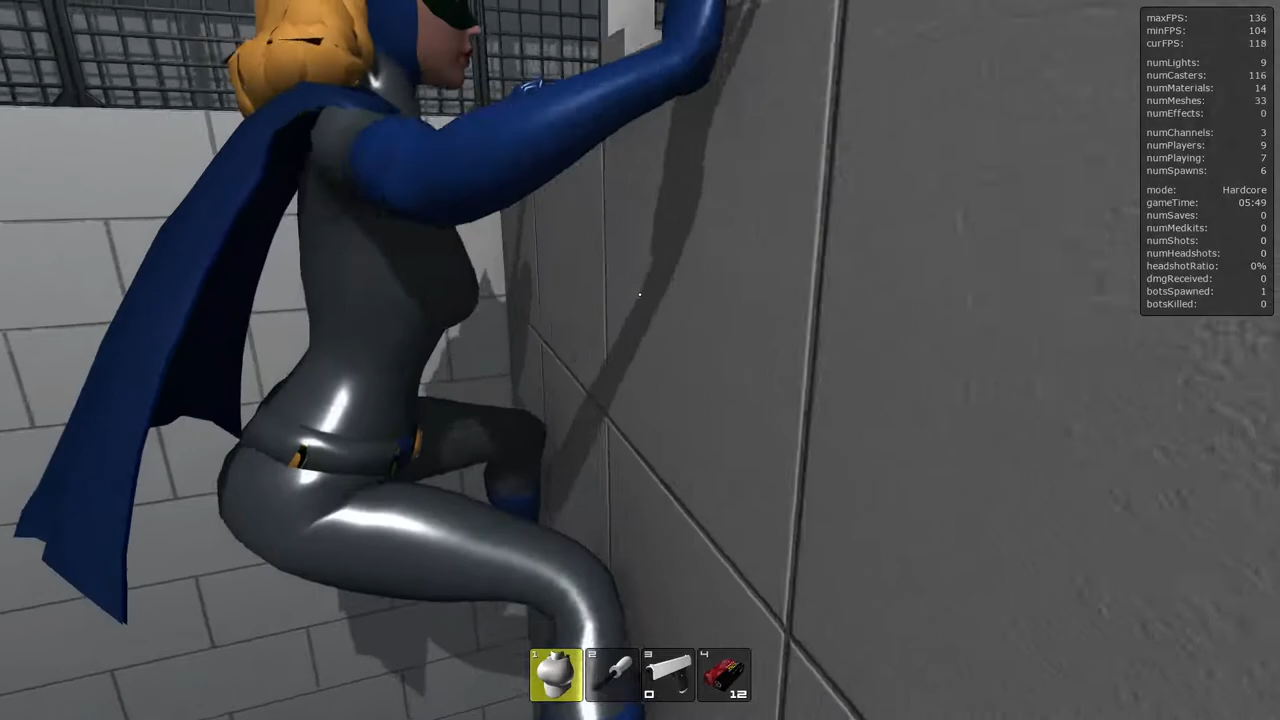 maxFPS: 136
minFPS: 104
curFPS: 118
numLights: 9
numCasters: 116
numMaterials: 14
numMeshes: 33
numEffects: 0
numChannels: 3
numPlayers: 9
numPlaying: 7
numSpawns: 6
mode: Hardcore
gameTime: 05:49
numSaves: 0
numMedkits: 0
numShots: 0
numHeadshots: 0
headshotRatio: 0%
dmgReceived: 0
botsSpawned: 1
botsKilled: 0
1 2 3 4
0 12